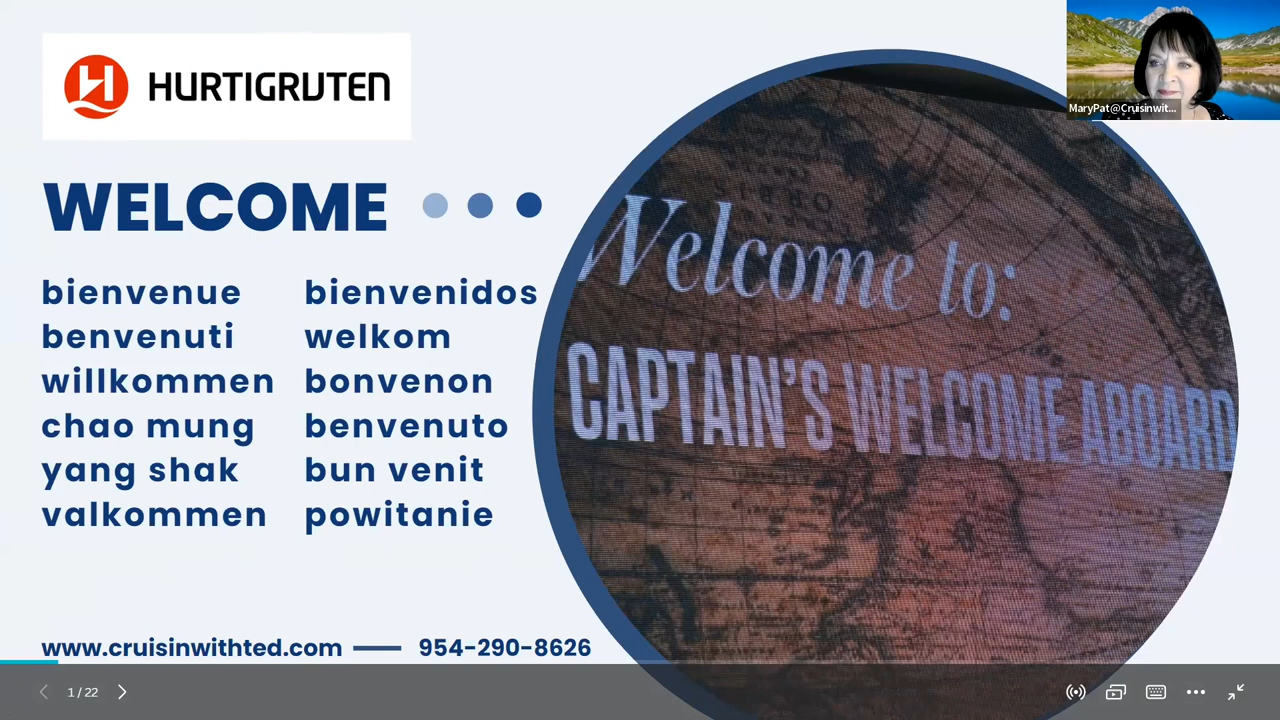 HURTIGRUTEN
MaryPat@Cruisinwit...
WELCOME
bienvenue
benvenuti
willkommen
chao mung
yang shak
valkommen
bienvenidos
welkom
bonvenon
benvenuto
bun venit
powitanie
Welcome to:
CAPTAIN'S WELCOME ABOARD
www.cruisinwithted.com
954-290-8626
1 / 22